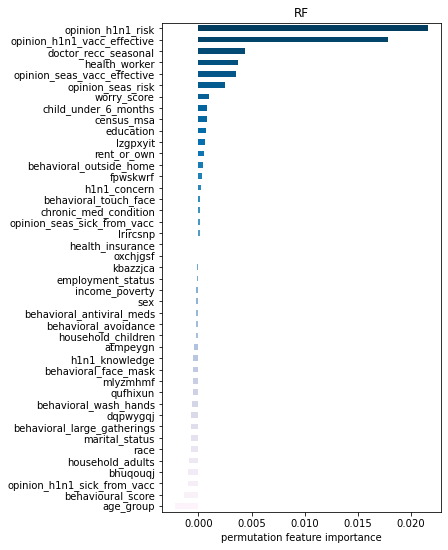 RF
opinion_h1n1_risk
opinion_h1n1_vacc_effective
doctor_recc_seasonal
health_worker
opinion_seas_vacc_effective
opinion_seas_risk
worry_score
child_under_6_months
census_msa
education
lzgpxyit
rent_or_own
behavioral_outside_home
fpwskwrf
h1n1_concern
behavioral_touch_face
chronic_med_condition
opinion_seas_sick_from_vacc
lrircsnp
health_insurance
oxchjgsf
kbazzjca
employment_status
income_poverty
sex
behavioral_antiviral_meds
behavioral_avoidance
household_children
atmpeygn
h1n1_knowledge
behavioral_face_mask
mlyzmhmf
qufhixun
behavioral_wash_hands
dqpwygqj
behavioral_large_gatherings
marital_status
race
household_adults
bhuqouqj
opinion_h1n1_sick_from_vacc
behavioural_score
age_group
0.000 0.005 0.010 0.015 0.020
permutation feature importance